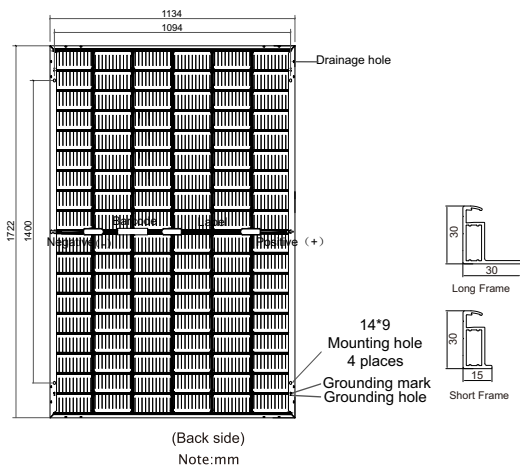 1134
1094
Drainage hole
1722
1400
Barcode
Label
Negative(-)
Positive（+）
30
30
Long Frame
14*9
Mounting hole
4 places
30
15
Short Frame
Grounding mark
Grounding hole
(Back side)
Note:mm